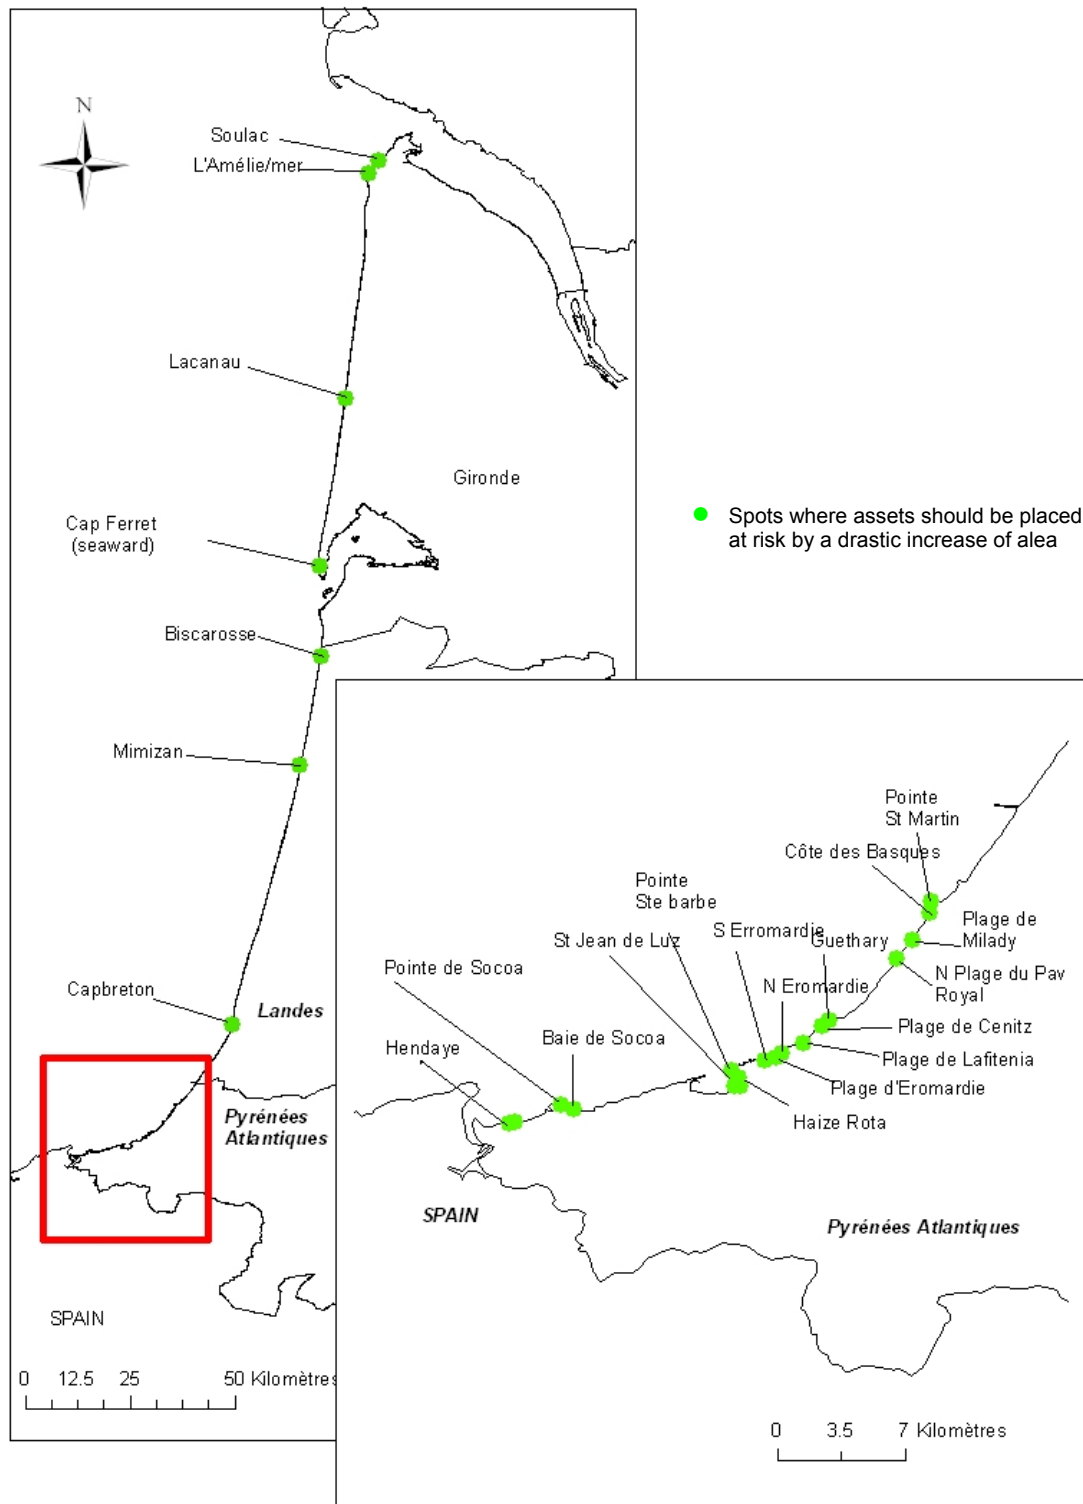 N
Soulac
L'Amélie/mer
Lacanau
Gironde
Cap Ferret
(seaward)
Spots where assets should be placed
at risk by a drastic increase of alea
Biscarosse
Mimizan
Capbreton
Landes
Pyrénées
Atlantiques
SPAIN
0 12.5 25 50 Kilomètres
Pointe
St Martin
Côte des Basques
Pointe
Ste barbe
Plage de
Milady
S Erromardie
Guethary
St Jean de Luz
Pointe de Socoa
N Plage du Pav
Royal
N Eromardie
Plage de Cenitz
Baie de Socoa
Hendaye
Plage de Lafitenia
Plage d'Eromardie
Haize Rota
SPAIN
Pyrénées Atlantiques
0 3.5 7 Kilomètres